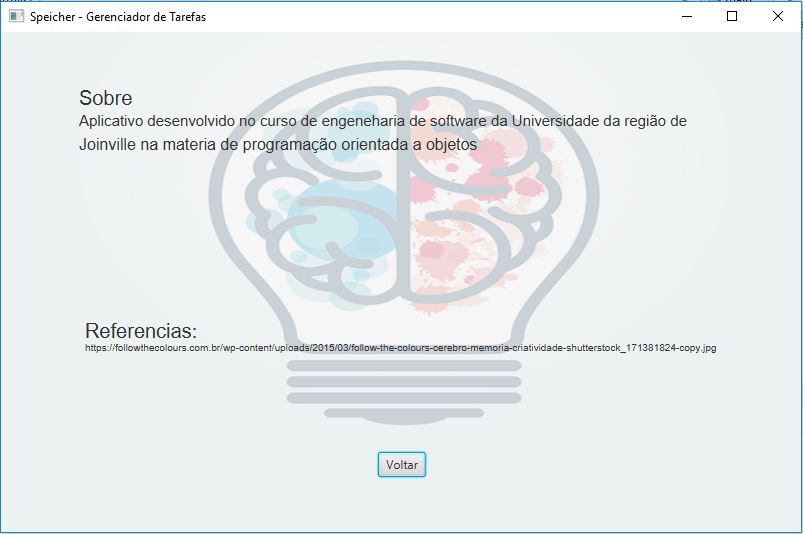 Speicher - Gerenciador de Tarefas
Sobre
Aplicativo desenvolvido no curso de engeneharia de software da Universidade da região de
Joinville na materia de programação orientada a objetos
Referencias:
https://followthecolours.com.br/wp-content/uploads/2015/03/follow-the-colours-cerebro-memoria-criatividade-shutterstock_171381824-copy.jpg
Voltar